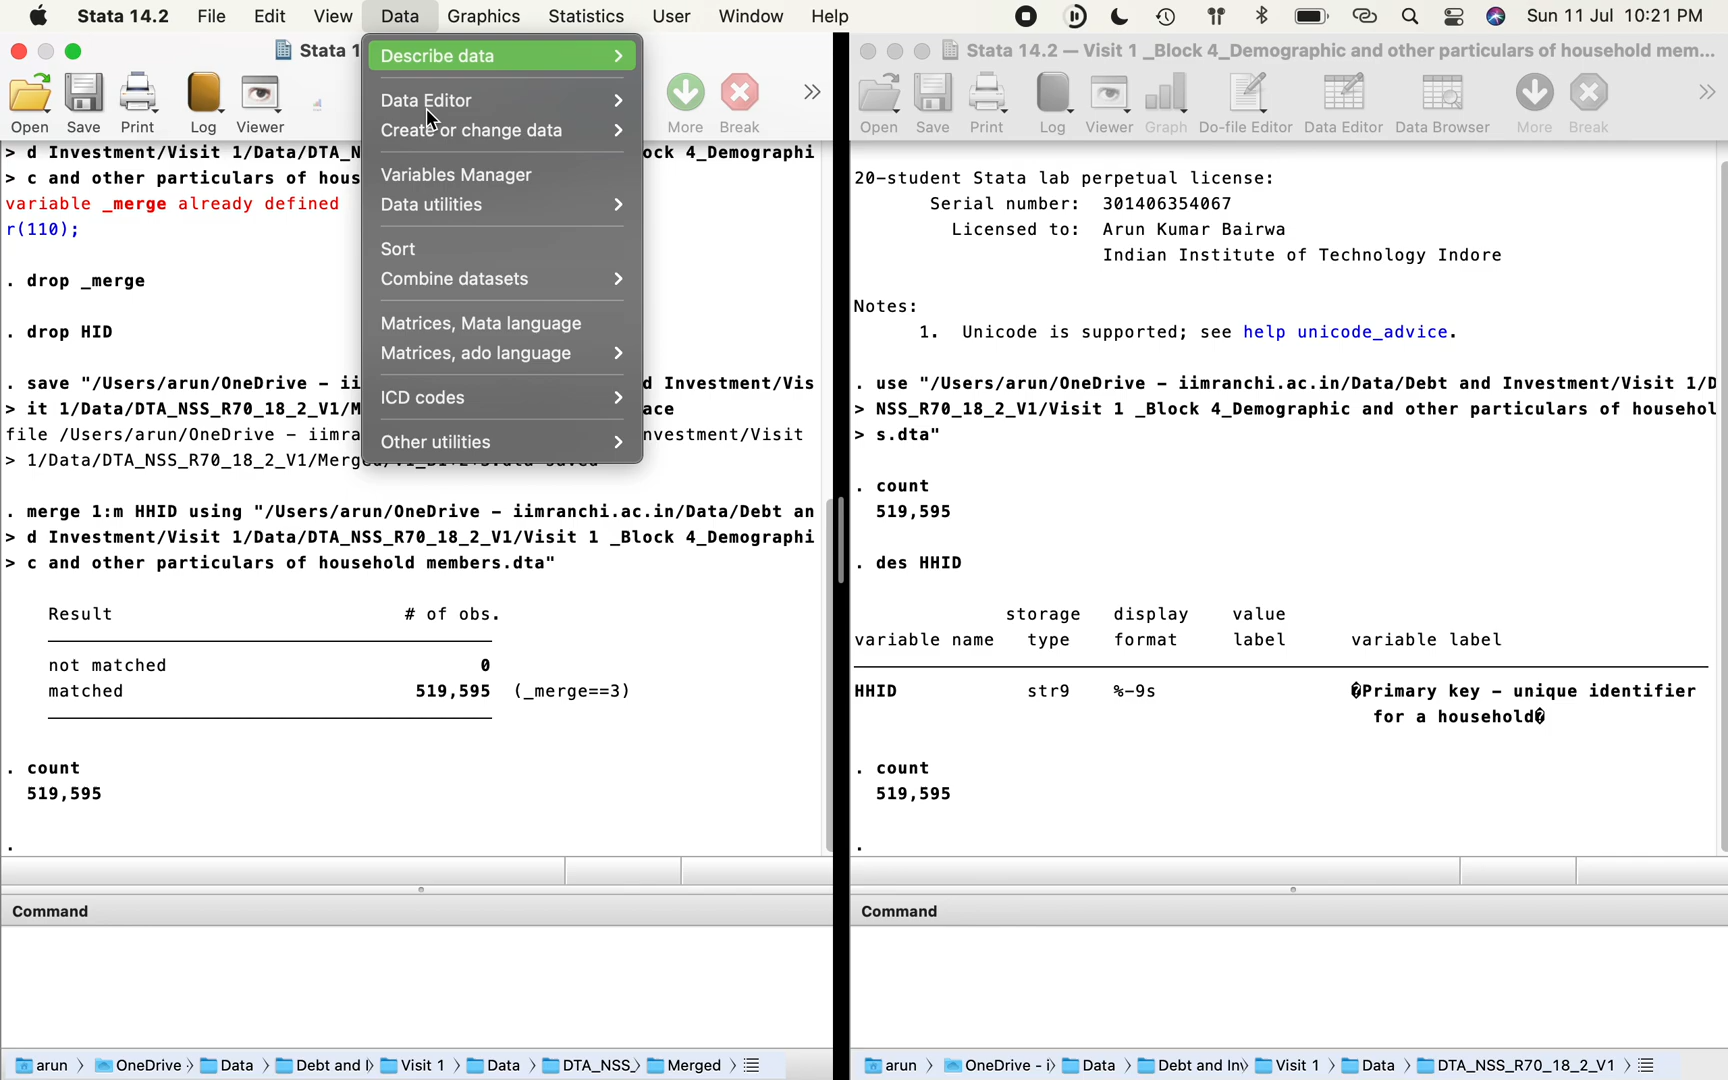 Stata 14.2 File Edit View Data Graphics Statistics User Window Help Sun 11 Jul 10:21 PM
Stata 1
Open Save Print Log Viewer More Break
> d Investment/Visit 1/Data/DTA_N ock 4_Demographi
> c and other particulars of hous
variable _merge already defined
r(110);
. drop _merge
. drop HID
. save "/Users/arun/OneDrive - ii d Investment/Vis
> it 1/Data/DTA_NSS_R70_18_2_V1/M ace
file /Users/arun/OneDrive - iimra nvestment/Visit
> 1/Data/DTA_NSS_R70_18_2_V1/Merg
. merge 1:m HHID using "/Users/arun/OneDrive - iimranchi.ac.in/Data/Debt an
> d Investment/Visit 1/Data/DTA_NSS_R70_18_2_V1/Visit 1 _Block 4_Demographi
> c and other particulars of household members.dta"
Result # of obs.
not matched 0
matched 519,595 (_merge==3)
. count
519,595
.
Command
arun OneDrive Data Debt and I Visit 1 Data DTA_NSS_ Merged
Describe data
Data Editor
Create or change data
Variables Manager
Data utilities
Sort
Combine datasets
Matrices, Mata language
Matrices, ado language
ICD codes
Other utilities
Stata 14.2 — Visit 1 _Block 4_Demographic and other particulars of household mem...
Open Save Print Log Viewer Graph Do-file Editor Data Editor Data Browser More Break
20-student Stata lab perpetual license:
Serial number: 301406354067
Licensed to: Arun Kumar Bairwa
Indian Institute of Technology Indore
Notes:
1. Unicode is supported; see help unicode_advice.
. use "/Users/arun/OneDrive - iimranchi.ac.in/Data/Debt and Investment/Visit 1/D
> NSS_R70_18_2_V1/Visit 1 _Block 4_Demographic and other particulars of househol
> s.dta"
. count
519,595
. des HHID
storage display value
variable name type format label variable label
HHID str9 %-9s �Primary key - unique identifier
for a household�
. count
519,595
.
Command
arun OneDrive - i Data Debt and Inv Visit 1 Data DTA_NSS_R70_18_2_V1